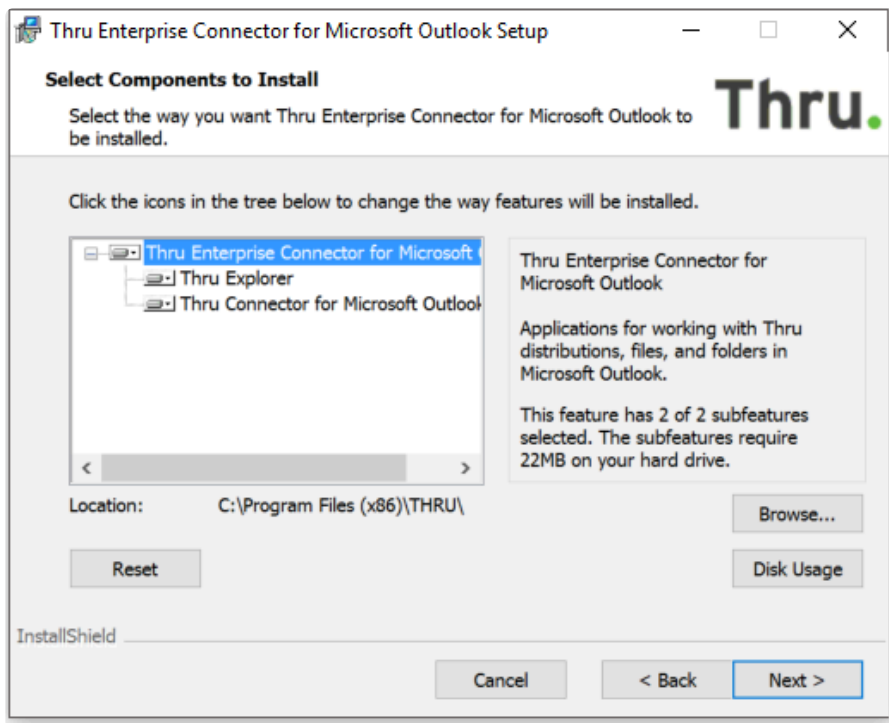 Thru Enterprise Connector for Microsoft Outlook Setup
Select Components to Install
Select the way you want Thru Enterprise Connector for Microsoft Outlook to
be installed.
Thru.
Click the icons in the tree below to change the way features will be installed.
Thru Enterprise Connector for Microsoft
Thru Explorer
Thru Connector for Microsoft Outlook
Thru Enterprise Connector for
Microsoft Outlook
Applications for working with Thru
distributions, files, and folders in
Microsoft Outlook.
This feature has 2 of 2 subfeatures
selected. The subfeatures require
22MB on your hard drive.
Location: C:\Program Files (x86)\THRU\
Browse...
Reset
Disk Usage
InstallShield
Cancel
< Back
Next >